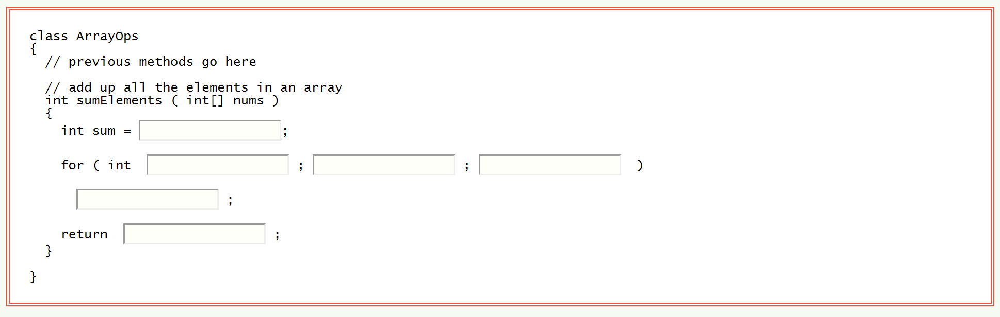 class ArrayOps
{
// previous methods go here
// add up all the elements in an array
int sumElements ( int[] nums )
{
int sum = ;
for ( int ; ; )
;
return ;
}
}